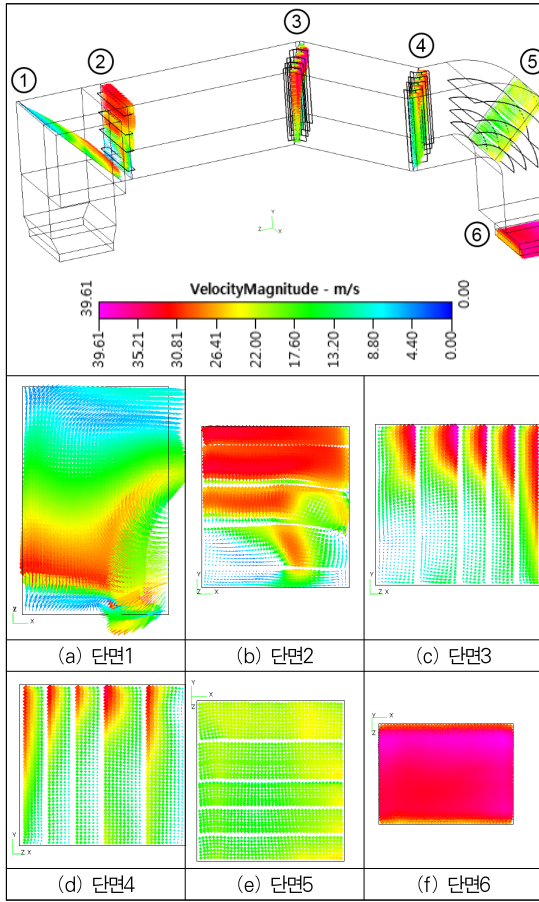 ① ② ③ ④ ⑤
⑥
Y
Z X
VelocityMagnitude - m/s
39.61 0.00
39.61 35.21 30.81 26.41 22.00 17.60 13.20 8.80 4.40 0.00
Z X
Y
Z X
Y
Z X
(a) 단면1 (b) 단면2 (c) 단면3
Y
Z X
Y
X
Z
Y X
Z
(d) 단면4 (e) 단면5 (f) 단면6